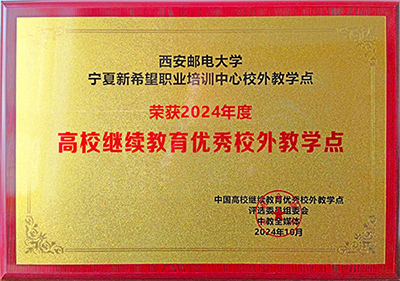 西安邮电大学
宁夏新希望职业培训中心校外教学点
荣获2024年度
高校继续教育优秀校外教学点
中国高校继续教育优秀校外教学点
评选委员组委会
中教全媒体
2024年10月